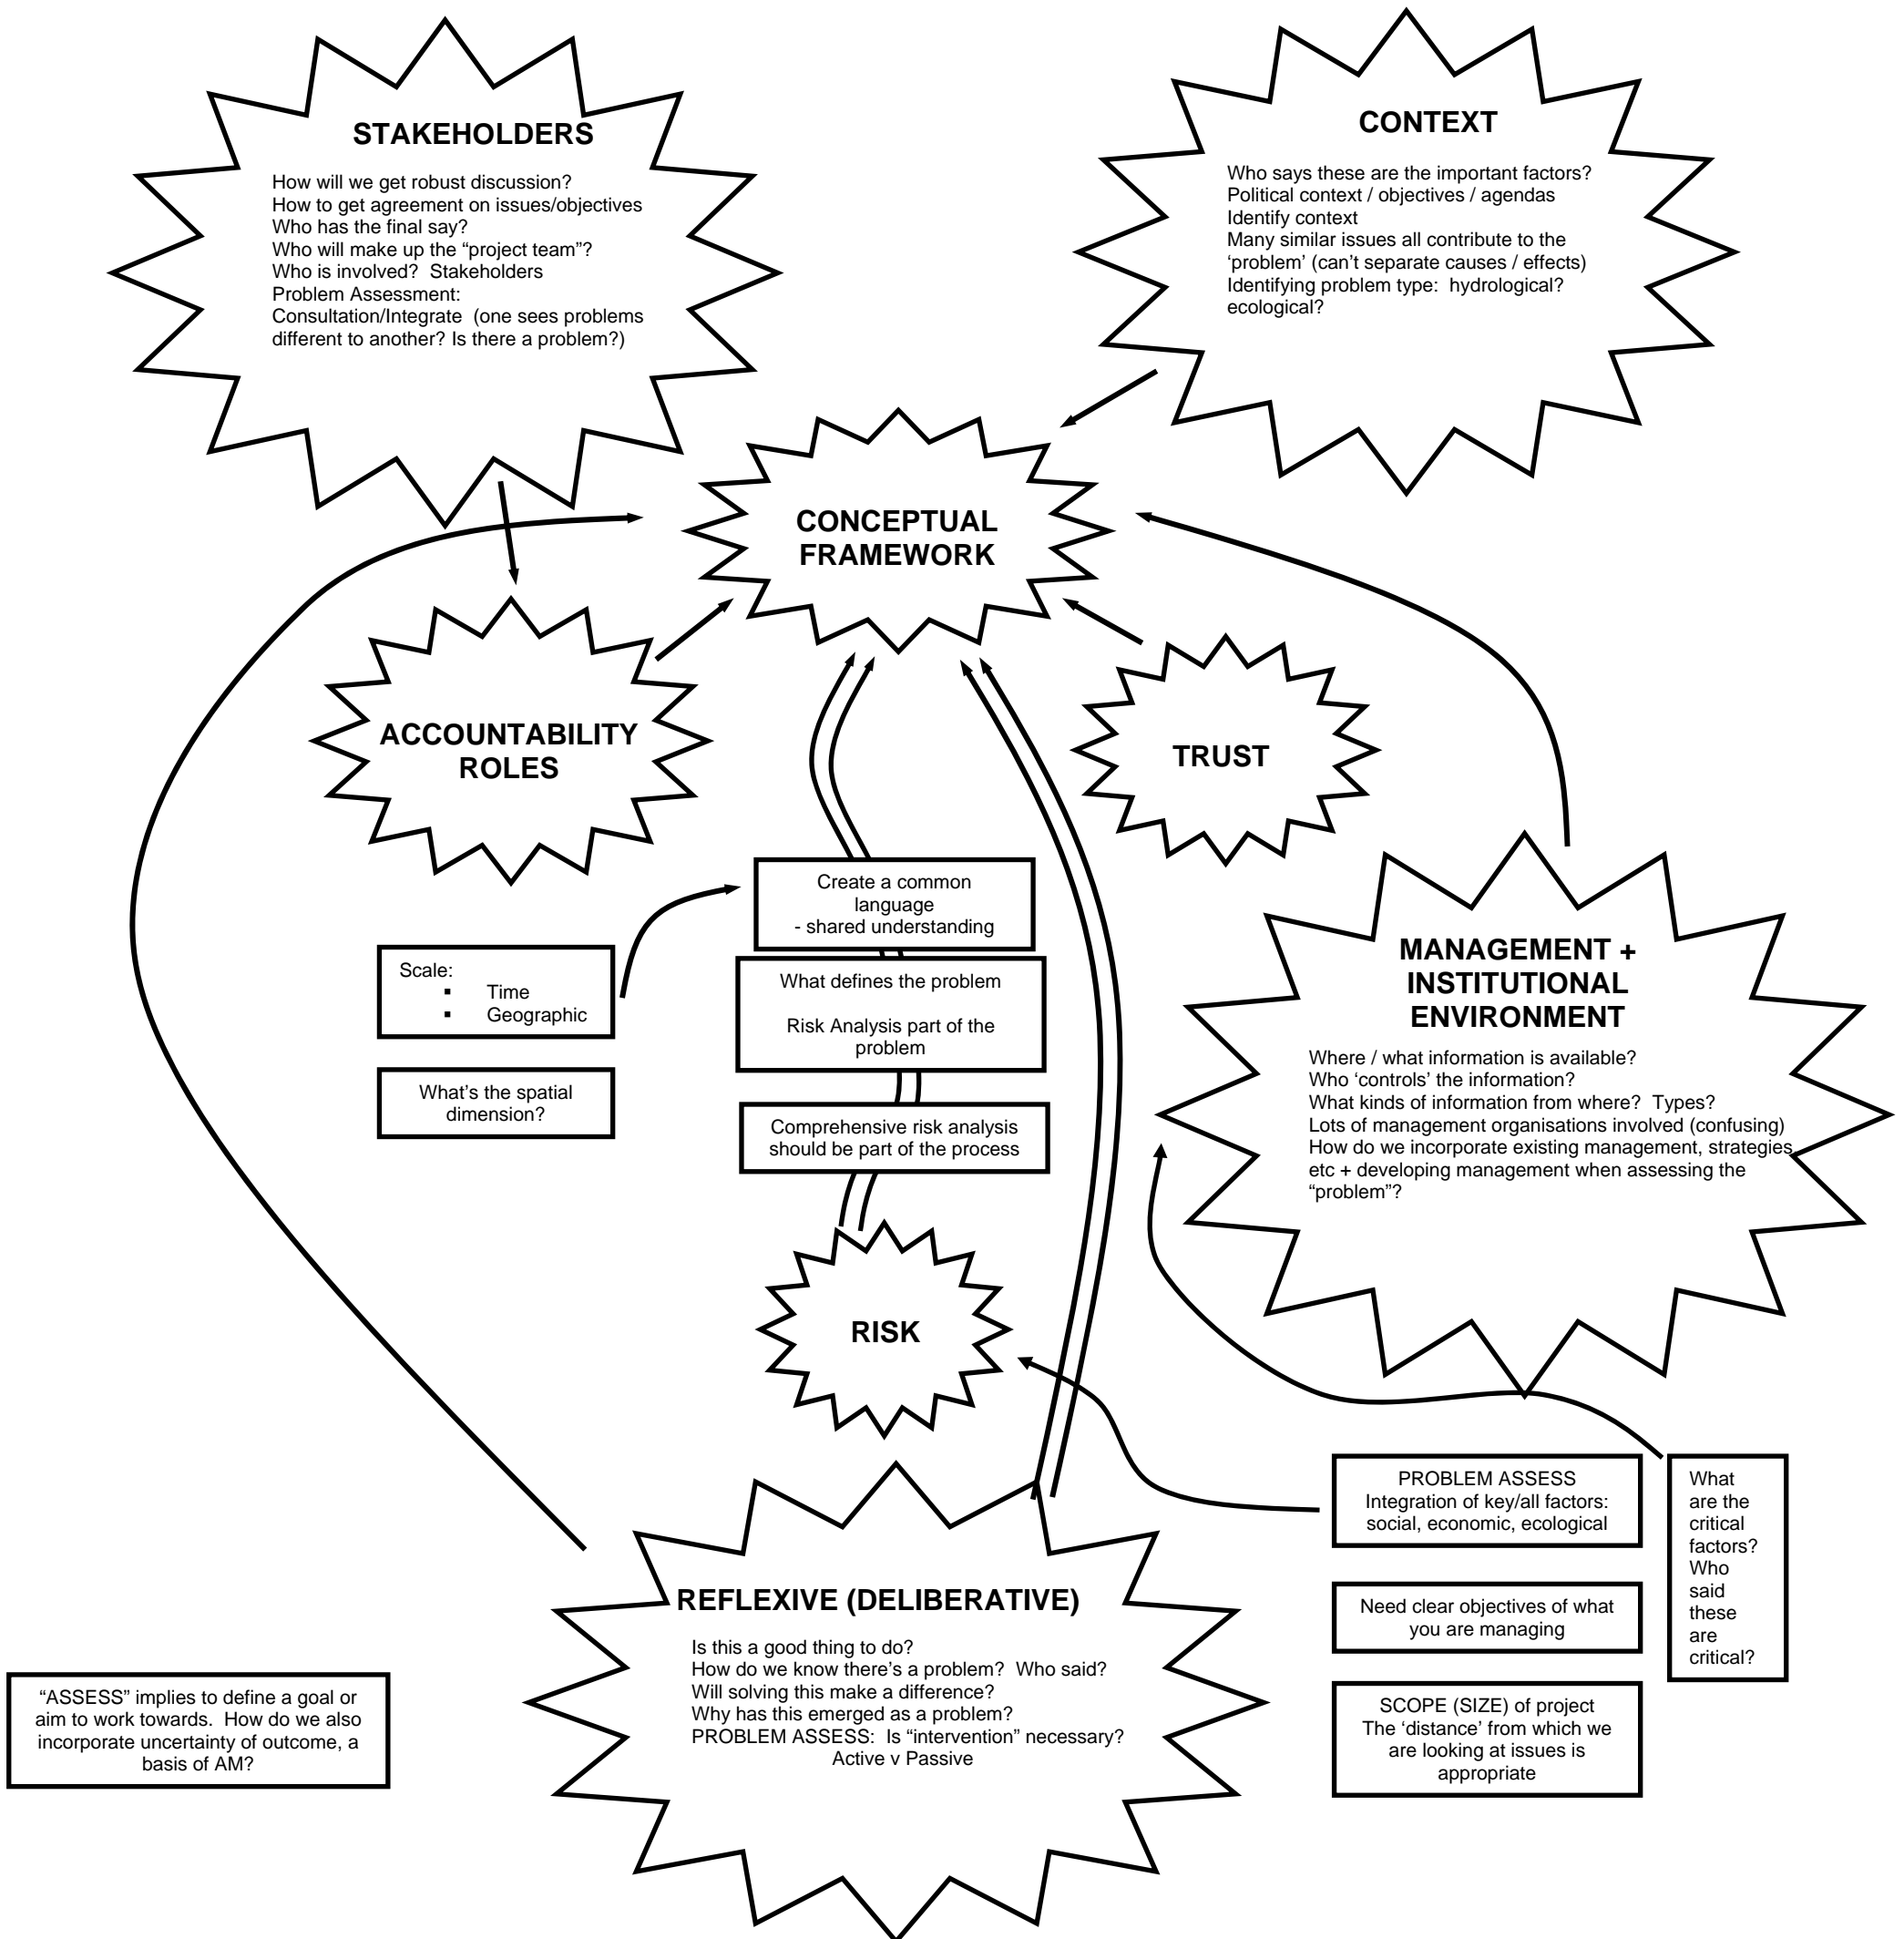 STAKEHOLDERS
How will we get robust discussion?
How to get agreement on issues/objectives
Who has the final say?
Who will make up the “project team”?
Who is involved?  Stakeholders
Problem Assessment:
Consultation/Integrate  (one sees problems
different to another? Is there a problem?)
CONTEXT
Who says these are the important factors?
Political context / objectives / agendas
Identify context
Many similar issues all contribute to the
‘problem’ (can’t separate causes / effects)
Identifying problem type:  hydrological?
ecological?
CONCEPTUAL
FRAMEWORK
ACCOUNTABILITY
ROLES
TRUST
Create a common
language
- shared understanding
Scale:
▪ Time
▪ Geographic
What defines the problem
Risk Analysis part of the
problem
What’s the spatial
dimension?
Comprehensive risk analysis
should be part of the process
MANAGEMENT +
INSTITUTIONAL
ENVIRONMENT
Where / what information is available?
Who ‘controls’ the information?
What kinds of information from where?  Types?
Lots of management organisations involved (confusing)
How do we incorporate existing management, strategies
etc + developing management when assessing the
“problem”?
RISK
PROBLEM ASSESS
Integration of key/all factors:
social, economic, ecological
What
are the
critical
factors?
Who
said
these
are
critical?
Need clear objectives of what
you are managing
SCOPE (SIZE) of project
The ‘distance’ from which we
are looking at issues is
appropriate
REFLEXIVE (DELIBERATIVE)
Is this a good thing to do?
How do we know there’s a problem?  Who said?
Will solving this make a difference?
Why has this emerged as a problem?
PROBLEM ASSESS:  Is “intervention” necessary?
Active v Passive
“ASSESS” implies to define a goal or
aim to work towards.  How do we also
incorporate uncertainty of outcome, a
basis of AM?